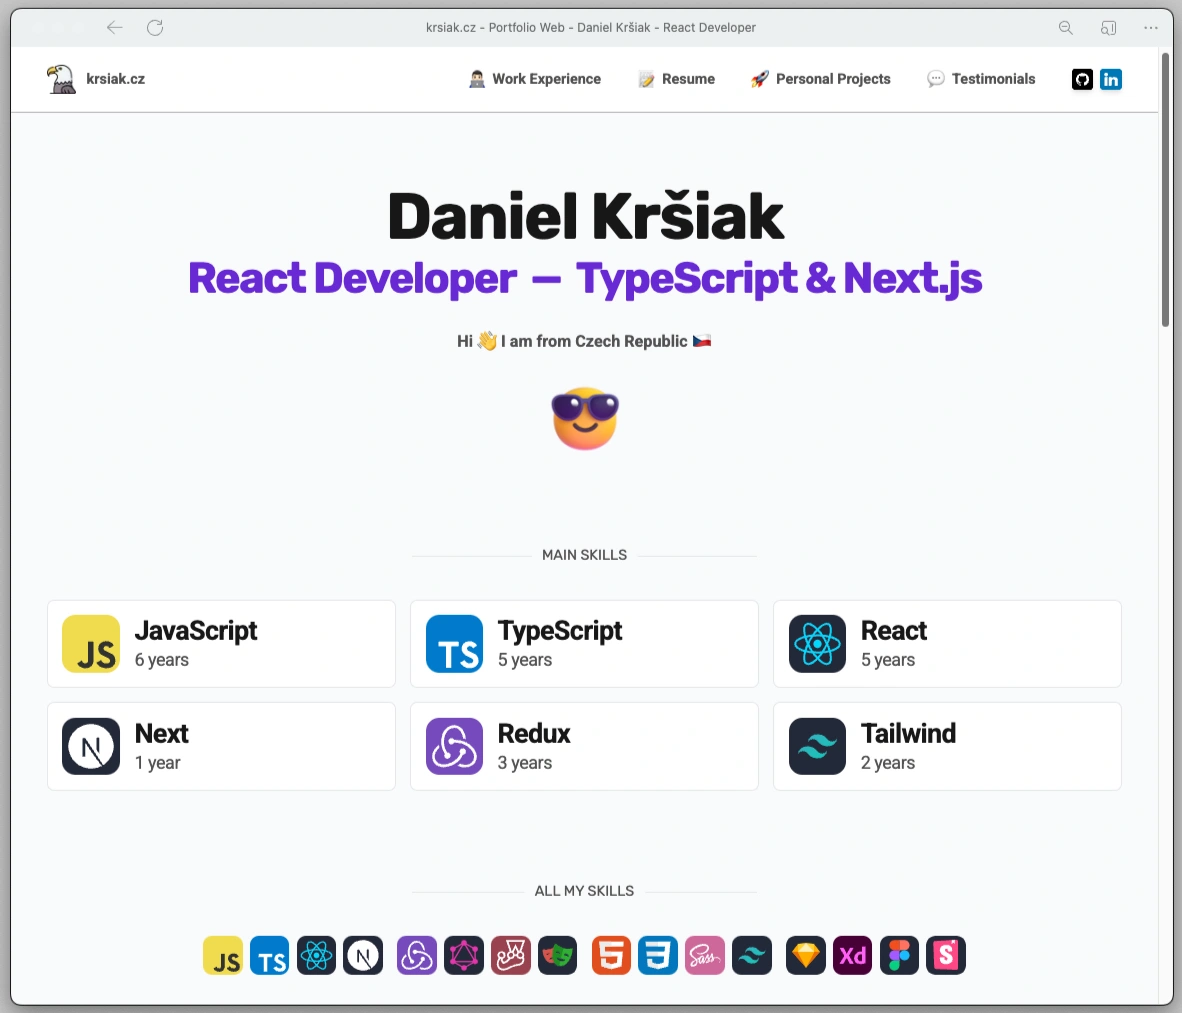 krsiak.cz - Portfolio Web - Daniel Kršiak - React Developer
krsiak.cz
Work Experience
Resume
Personal Projects
Testimonials
in
Daniel Kršiak
React Developer — TypeScript & Next.js
Hi 👋 I am from Czech Republic 🇨🇿
MAIN SKILLS
JS
JavaScript
6 years
TS
TypeScript
5 years
React
5 years
N
Next
1 year
Redux
3 years
Tailwind
2 years
ALL MY SKILLS
JS
TS
N
5
3
Sass
Xd
S